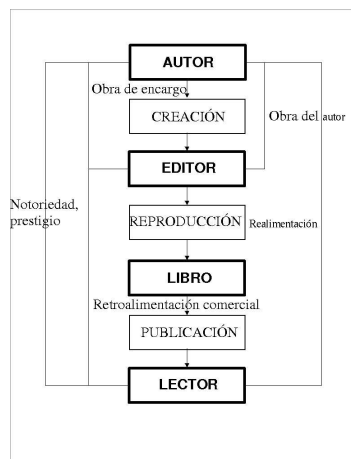 AUTOR
Obra de encargo
CREACIÓN
Obra del autor
EDITOR
Notoriedad,
prestigio
REPRODUCCIÓN
Realimentación
LIBRO
Retroalimentación comercial
PUBLICACIÓN
LECTOR